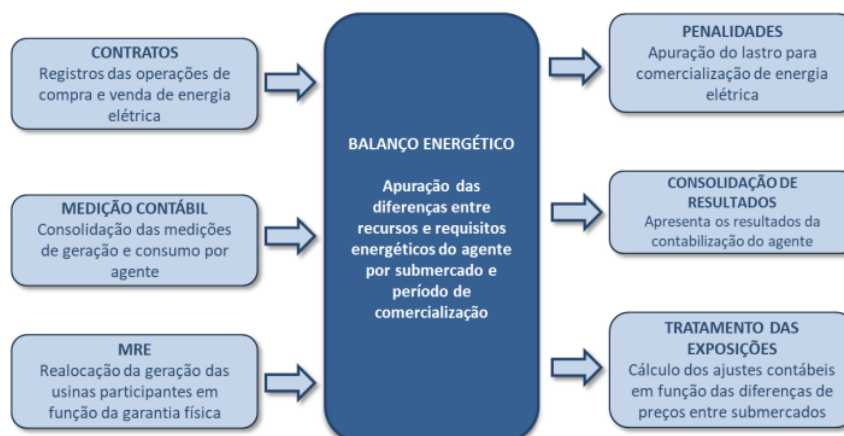 CONTRATOS
Registros das operações de
compra e venda de energia
elétrica
MEDIÇÃO CONTÁBIL
Consolidação das medições
de geração e consumo por
agente
MRE
Realocação da geração das
usinas participantes em
função da garantia física
BALANÇO ENERGÉTICO
Apuração das
diferenças entre
recursos e requisitos
energéticos do agente
por submercado e
período de
comercialização
PENALIDADES
Apuração do lastro para
comercialização de energia
elétrica
CONSOLIDAÇÃO DE
RESULTADOS
Apresenta os resultados da
contabilização do agente
TRATAMENTO DAS
EXPOSIÇÕES
Cálculo dos ajustes contábeis
em função das diferenças de
preços entre submercados